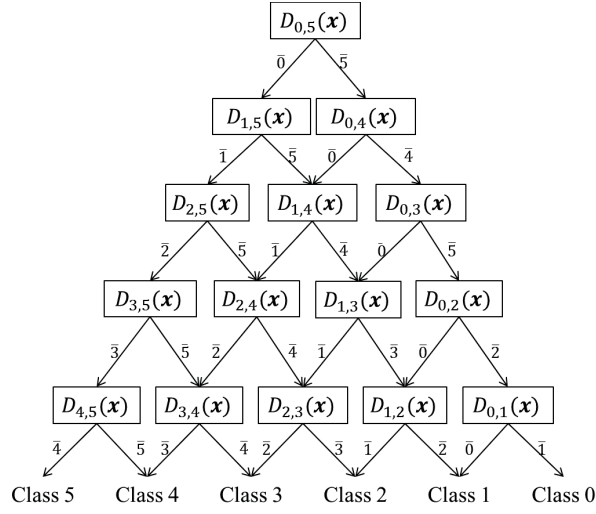 D₀,₅(x)
0̅ 5̅
D₁,₅(x) D₀,₄(x)
1̅ 5̅ 0̅ 4̅
D₂,₅(x) D₁,₄(x) D₀,₃(x)
2̅ 5̅ 1̅ 4̅ 0̅ 5̅
D₃,₅(x) D₂,₄(x) D₁,₃(x) D₀,₂(x)
3̅ 5̅ 2̅ 4̅ 1̅ 3̅ 0̅ 2̅
D₄,₅(x) D₃,₄(x) D₂,₃(x) D₁,₂(x) D₀,₁(x)
4̅ 5̅ 3̅ 4̅ 2̅ 3̅ 1̅ 2̅ 0̅ 1̅
Class 5 Class 4 Class 3 Class 2 Class 1 Class 0